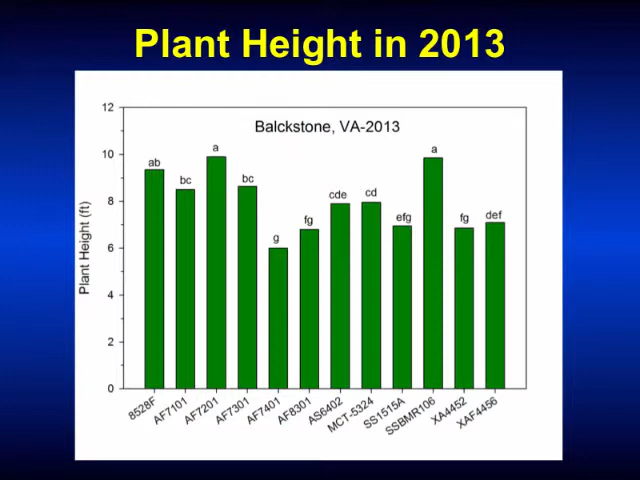 Plant Height in 2013
Balckstone, VA-2013
Plant Height (ft)
12
10
8
6
4
2
0
ab
bc
a
bc
g
fg
cde
cd
efg
a
fg
def
8528F
AF7101
AF7201
AF7301
AF7401
AF8301
AS6402
MCT-5324
SS1515A
SSBMR106
XA4452
XAF4456